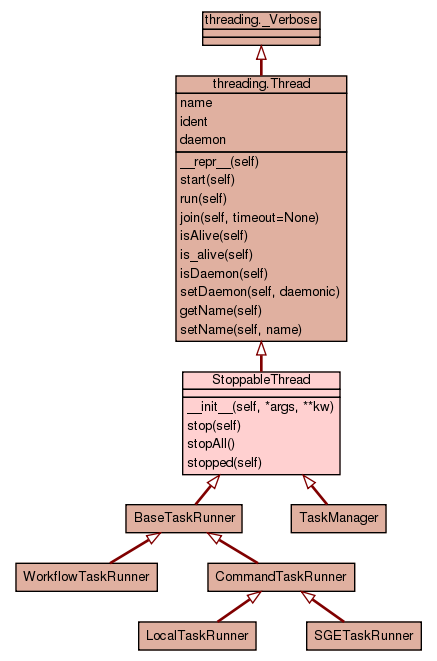 threading._Verbose
threading.Thread
name
ident
daemon
__repr__(self)
start(self)
run(self)
join(self, timeout=None)
isAlive(self)
is_alive(self)
isDaemon(self)
setDaemon(self, daemonic)
getName(self)
setName(self, name)
StoppableThread
__init__(self, *args, **kw)
stop(self)
stopAll()
stopped(self)
BaseTaskRunner
TaskManager
WorkflowTaskRunner
CommandTaskRunner
LocalTaskRunner
SGETaskRunner